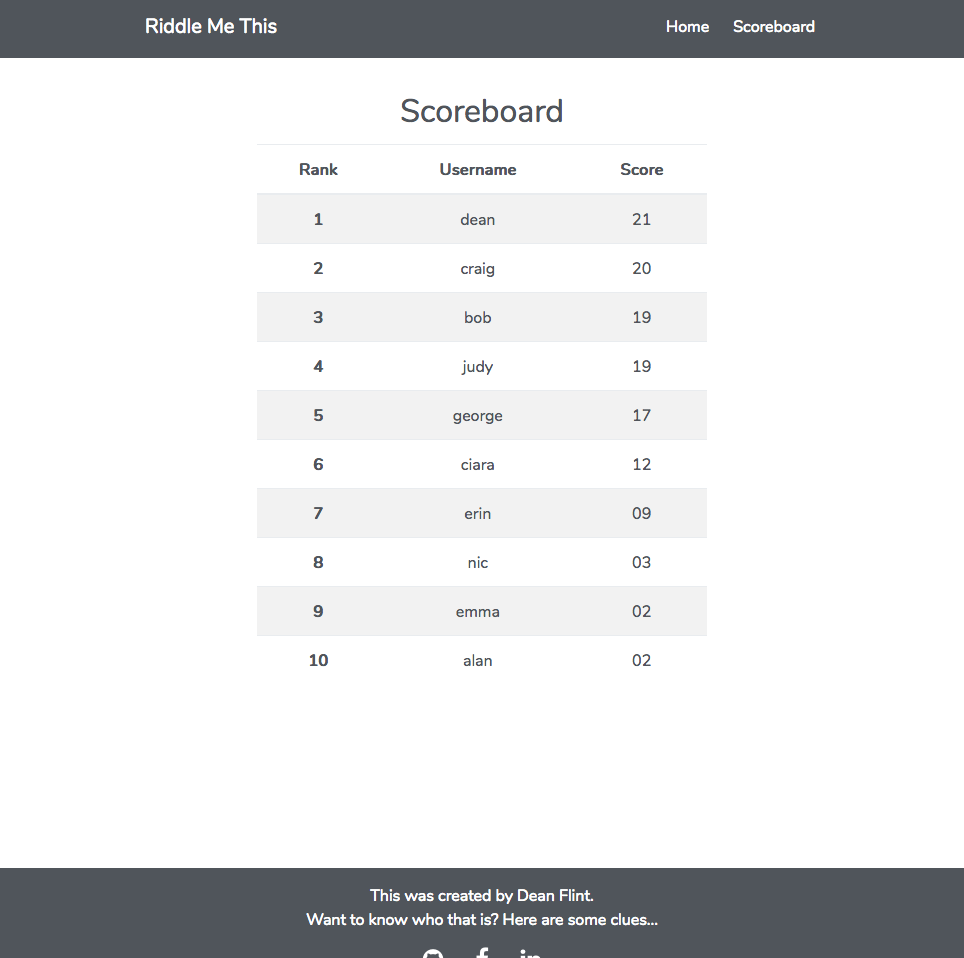 Riddle Me This Home Scoreboard
Scoreboard
Rank Username Score
1 dean 21
2 craig 20
3 bob 19
4 judy 19
5 george 17
6 ciara 12
7 erin 09
8 nic 03
9 emma 02
10 alan 02
This was created by Dean Flint.
Want to know who that is? Here are some clues...